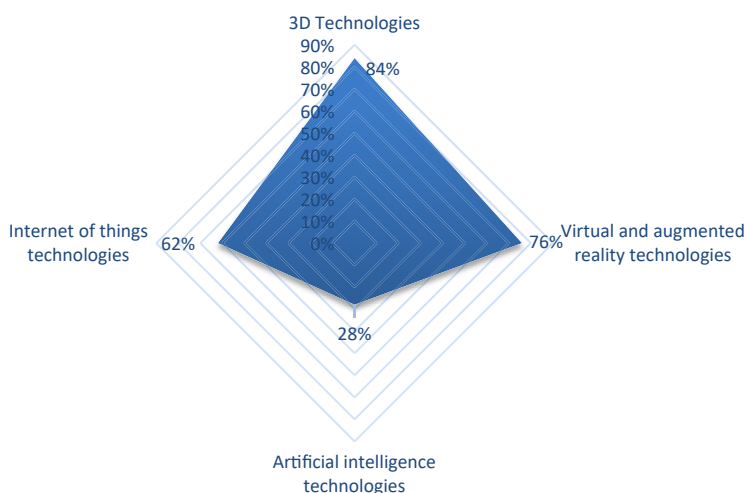 3D Technologies
90%
80%
84%
70%
60%
50%
40%
30%
20%
10%
0%
Internet of things
technologies
62%
76%
Virtual and augmented
reality technologies
28%
Artificial intelligence
technologies